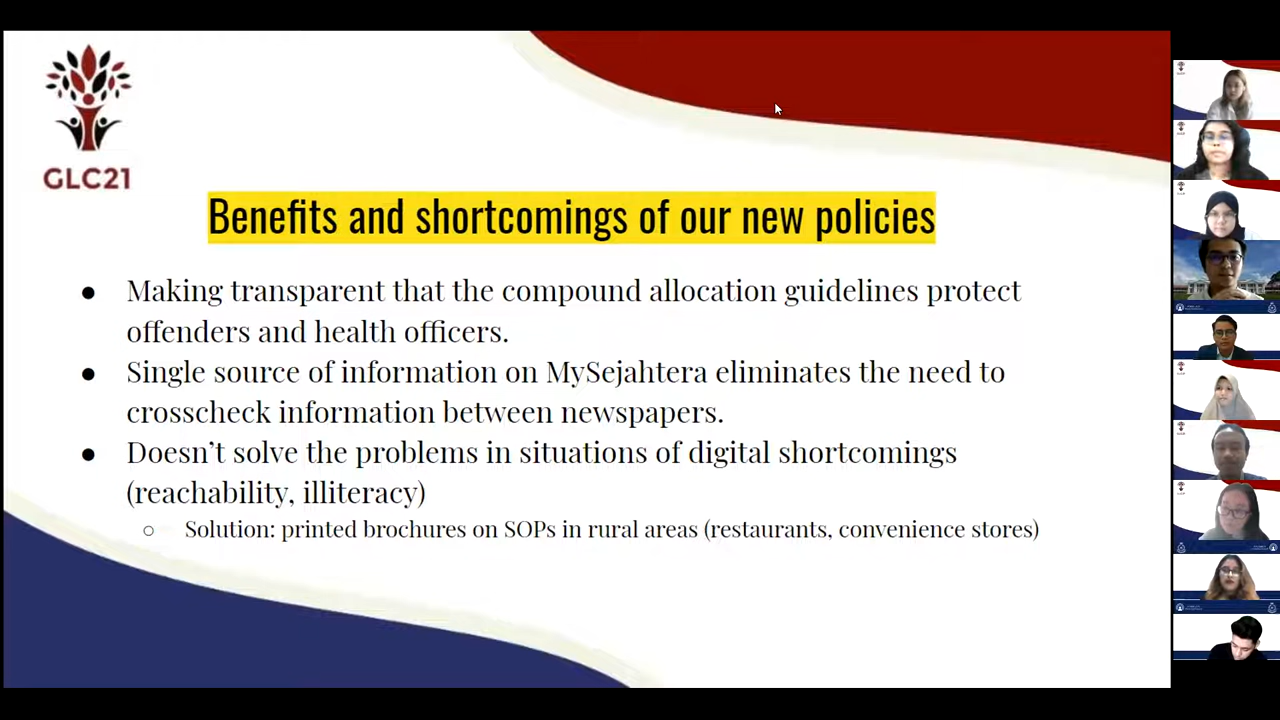 GLC21
Benefits and shortcomings of our new policies
● Making transparent that the compound allocation guidelines protect
offenders and health officers.
● Single source of information on MySejahtera eliminates the need to
crosscheck information between newspapers.
● Doesn’t solve the problems in situations of digital shortcomings
(reachability, illiteracy)
○ Solution: printed brochures on SOPs in rural areas (restaurants, convenience stores)